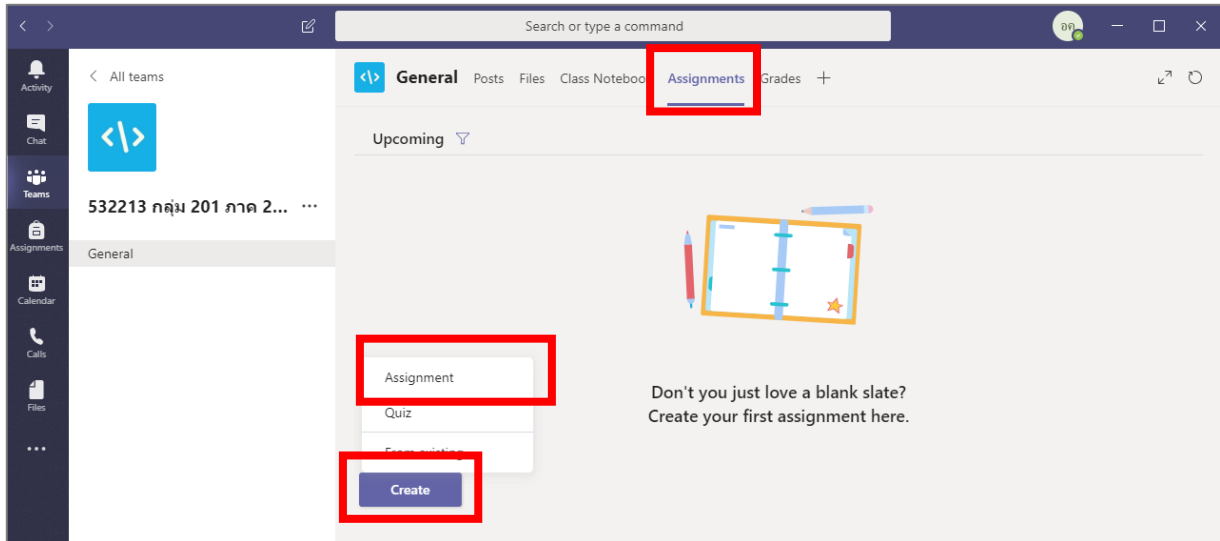 Search or type a command
อค
Activity
Chat
Teams
Assignments
Calendar
Calls
Files
All teams
532213 กลุ่ม 201 ภาค 2...
General
General Posts Files Class Noteboo Assignments Grades
Upcoming
Don't you just love a blank slate?
Create your first assignment here.
Assignment
Quiz
From existing
Create